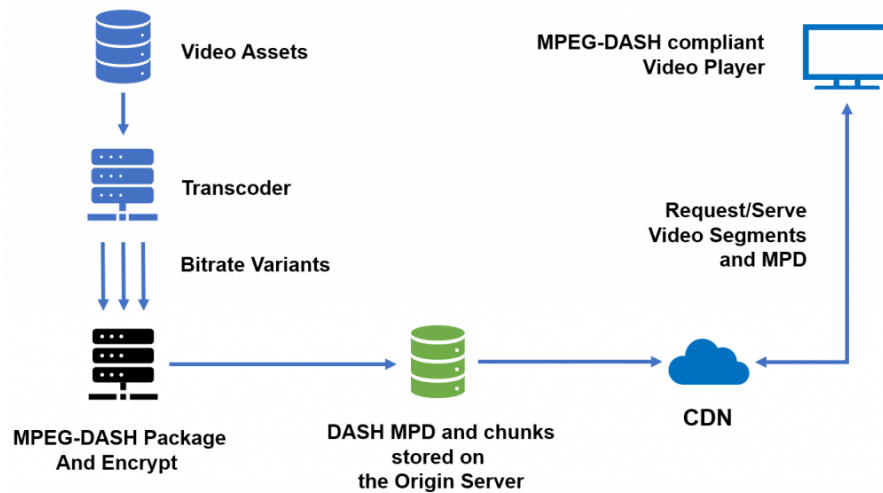 Video Assets
MPEG-DASH compliant
Video Player
Transcoder
Request/Serve
Video Segments
and MPD
Bitrate Variants
MPEG-DASH Package
And Encrypt
DASH MPD and chunks
stored on
the Origin Server
CDN